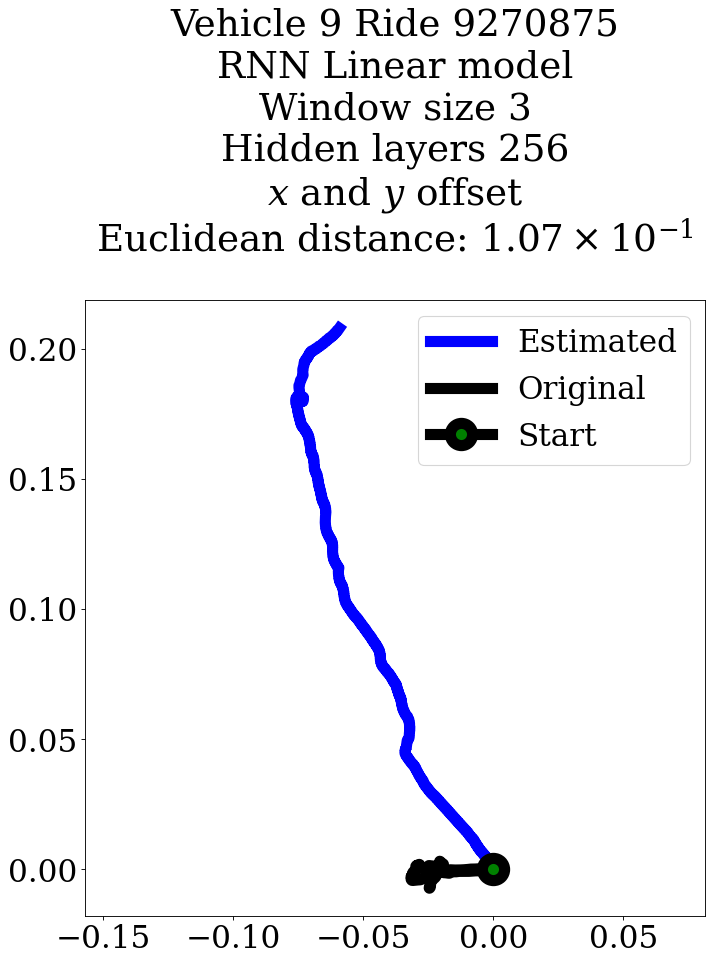 Vehicle 9 Ride 9270875
RNN Linear model
Window size 3
Hidden layers 256
x and y offset
Euclidean distance: 1.07 × 10⁻¹
Estimated
Original
Start
0.20
0.15
0.10
0.05
0.00
−0.15 −0.10 −0.05 0.00 0.05